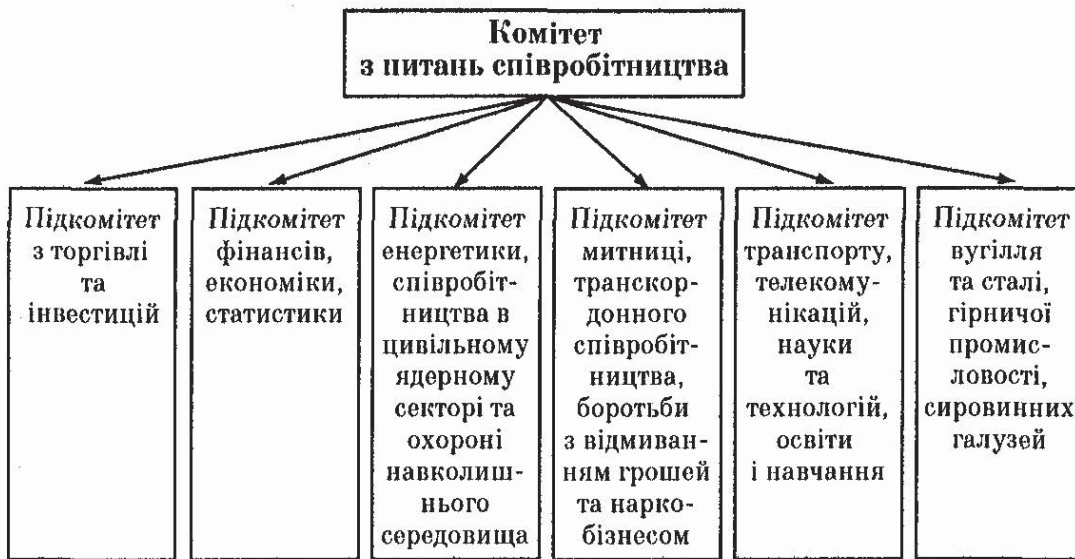 Комітет
з питань співробітництва
Підкомітет
з торгівлі
та
інвестицій
Підкомітет
фінансів,
економіки,
статистики
Підкомітет
енергетики,
співробіт-
ництва в
цивільному
ядерному
секторі та
охороні
навколиш-
нього
середовища
Підкомітет
митниці,
транскор-
донного
співробіт-
ництва,
боротьби
з відмиван-
ням грошей
та нарко-
бізнесом
Підкомітет
транспорту,
телекому-
нікацій,
науки
та
технологій,
освіти
і навчання
Підкомітет
вугілля
та сталі,
гірничої
промис-
ловості,
сировинних
галузей